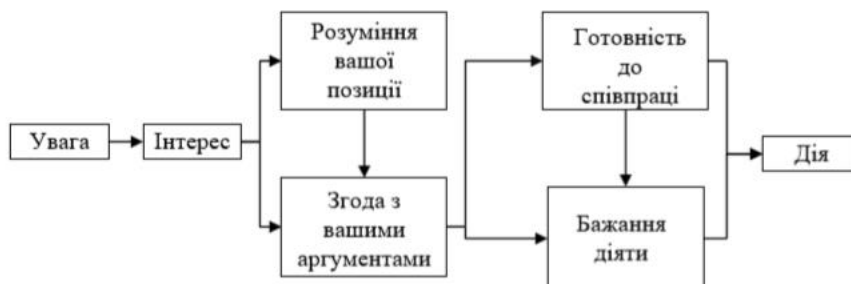 Увага
Інтерес
Розуміння
вашої
позиції
Згода з
вашими
аргументами
Готовність
до
співпраці
Бажання
діяти
Дія